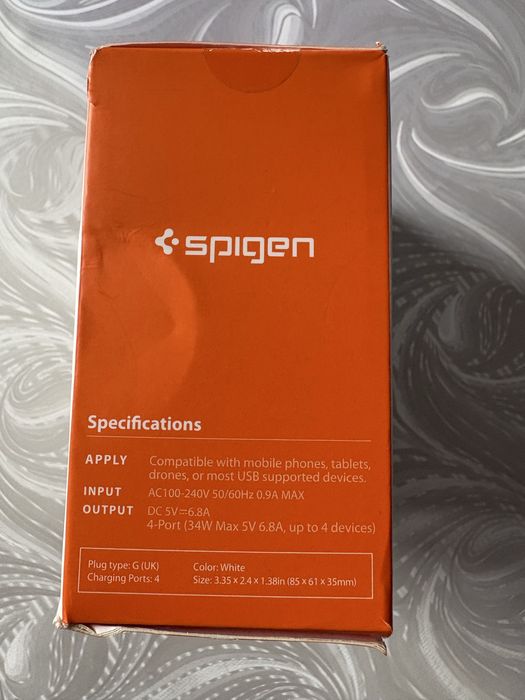 spigen
Specifications
APPLY Compatible with mobile phones, tablets,
drones, or most USB supported devices.
INPUT AC100-240V 50/60Hz 0.9A MAX
OUTPUT DC 5V⎓6.8A
4-Port (34W Max 5V 6.8A, up to 4 devices)
Plug type: G (UK) Color: White
Charging Ports: 4 Size: 3.35 x 2.4 x 1.38in (85 x 61 x 35mm)